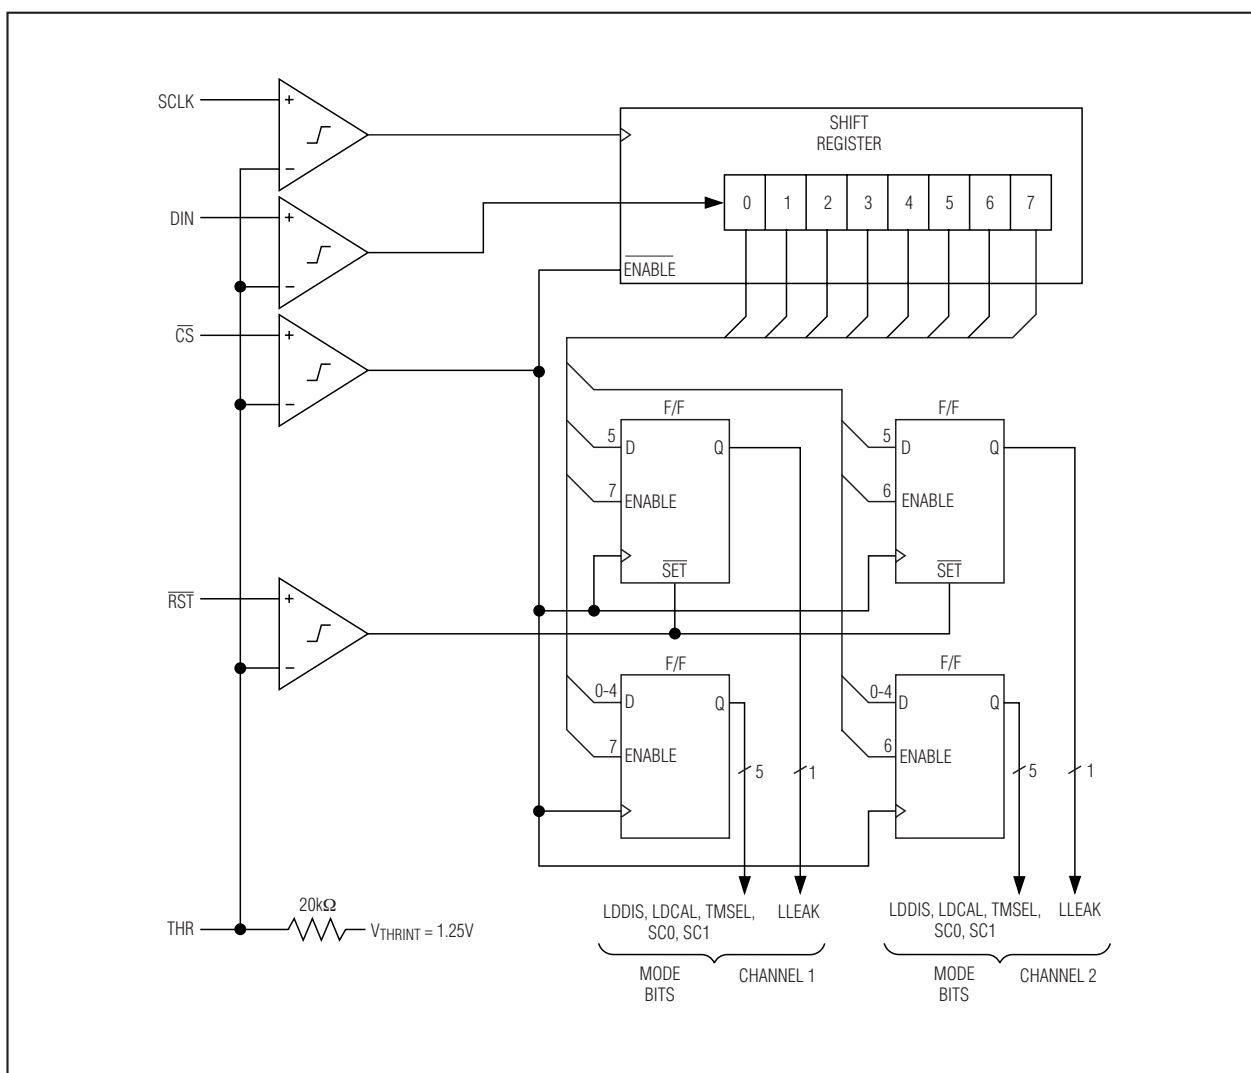 SCLK
+
−
SHIFT
REGISTER
0 1 2 3 4 5 6 7
DIN
+
−
ENABLE
CS
+
−
F/F
5 D Q
7 ENABLE
SET
F/F
5 D Q
6 ENABLE
SET
RST
+
−
F/F
0-4 D Q
7 ENABLE
5
1
F/F
0-4 D Q
6 ENABLE
5
1
THR
20kΩ
VTHRINT = 1.25V
LDDIS, LDCAL, TMSEL,
SC0, SC1
LLEAK
MODE
BITS
CHANNEL 1
LDDIS, LDCAL, TMSEL,
SC0, SC1
LLEAK
MODE
BITS
CHANNEL 2